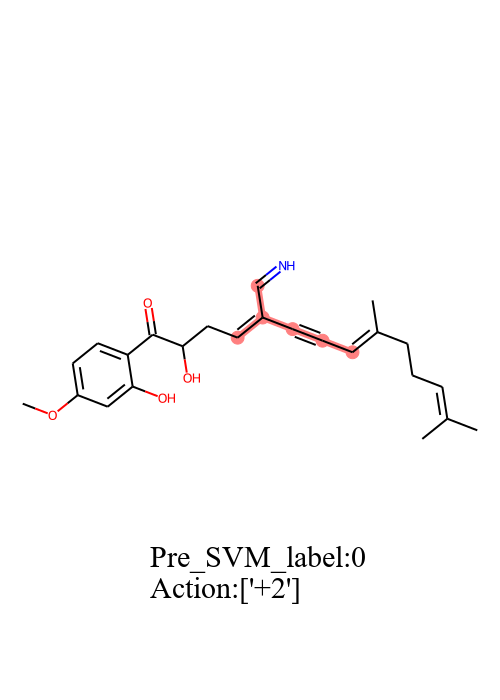 NH
O
OH
OH
O
Pre_SVM_label:0
Action:['+2']